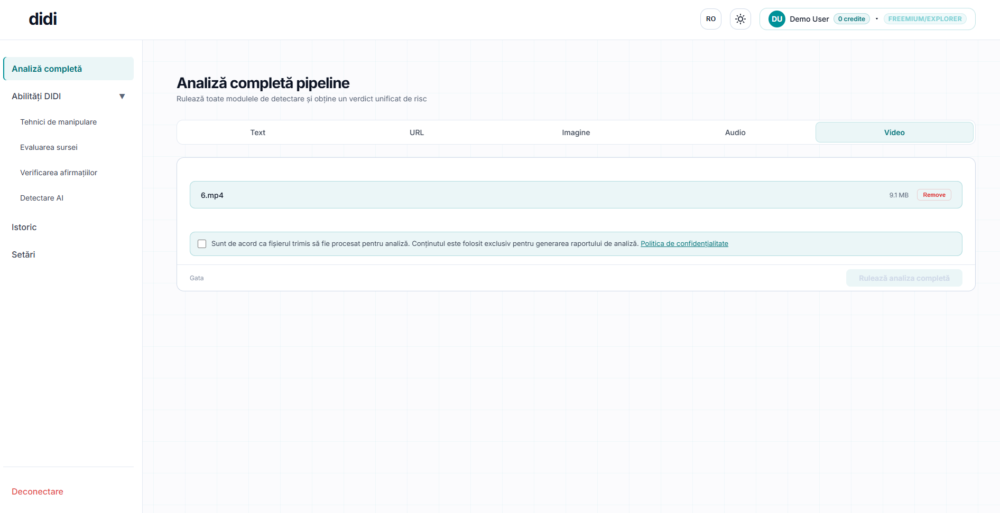 didi
RO
DU Demo User 0 credite FREEMIUM/EXPLORER
Analiză completă
Abilități DIDI
Tehnici de manipulare
Evaluarea sursei
Verificarea afirmațiilor
Detectare AI
Istoric
Setări
Deconectare
Analiză completă pipeline
Rulează toate modulele de detectare și obține un verdict unificat de risc
Text URL Imagine Audio Video
6.mp4 9.1 MB Remove
Sunt de acord ca fișierul trimis să fie procesat pentru analiză. Conținutul este folosit exclusiv pentru generarea raportului de analiză. Politica de confidențialitate
Gata Rulează analiza completă